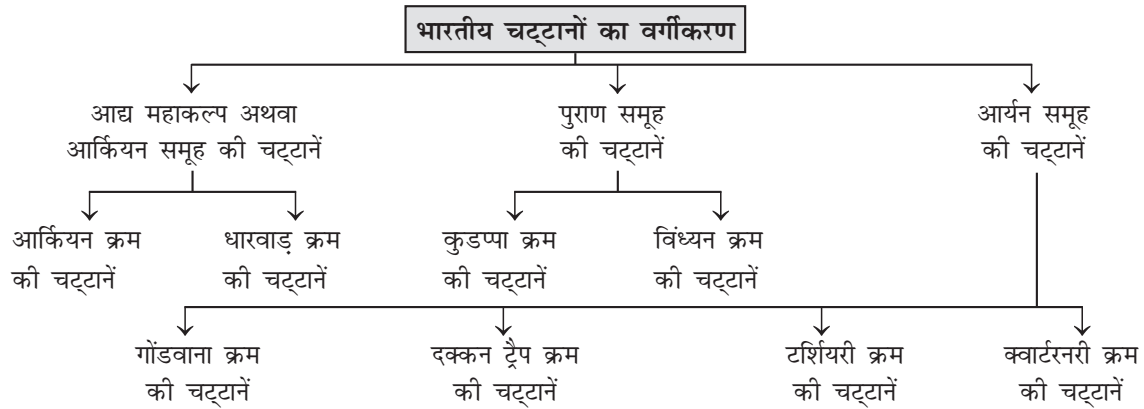 भारतीय चट्टानों का वर्गीकरण
आद्य महाकल्प अथवा
आर्कियन समूह की चट्टानें
पुराण समूह
की चट्टानें
आर्यन समूह
की चट्टानें
आर्कियन क्रम
की चट्टानें
धारवाड़ क्रम
की चट्टानें
कुडप्पा क्रम
की चट्टानें
विंध्यन क्रम
की चट्टानें
गोंडवाना क्रम
की चट्टानें
दक्कन ट्रैप क्रम
की चट्टानें
टर्शियरी क्रम
की चट्टानें
क्वार्टरनरी क्रम
की चट्टानें